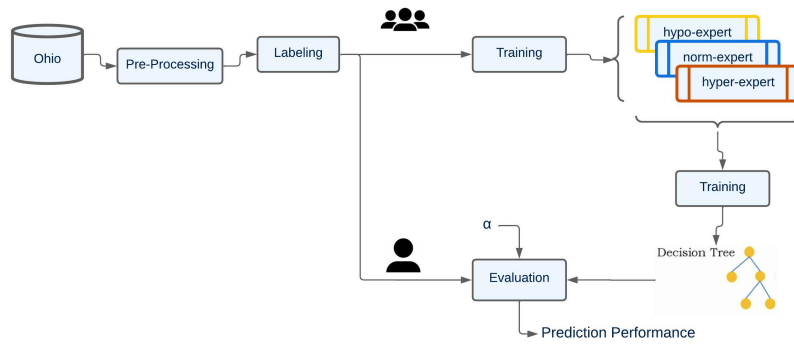 Ohio
Pre-Processing
Labeling
Training
hypo-expert
norm-expert
hyper-expert
Training
Decision Tree
α
Evaluation
Prediction Performance